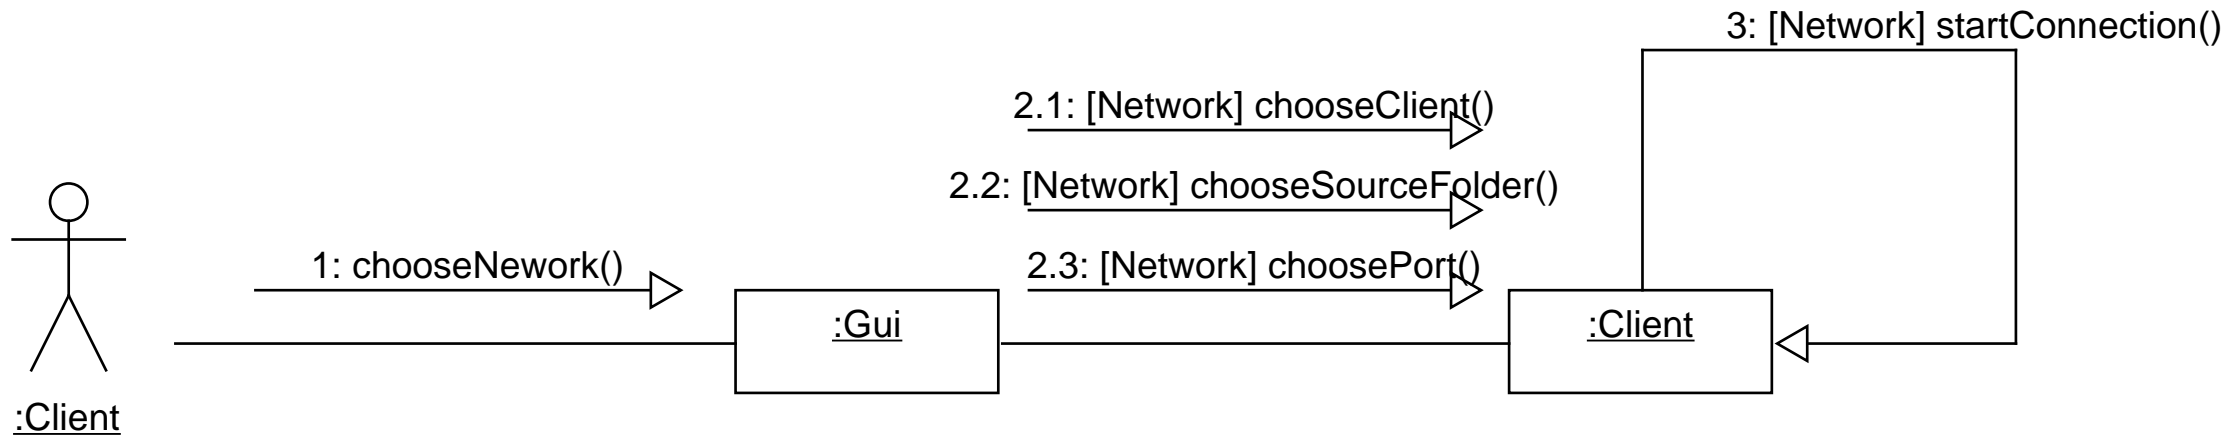 3: [Network] startConnection()
2.1: [Network] chooseClient()
2.2: [Network] chooseSourceFolder()
1: chooseNework()
2.3: [Network] choosePort()
:Gui
:Client
:Client